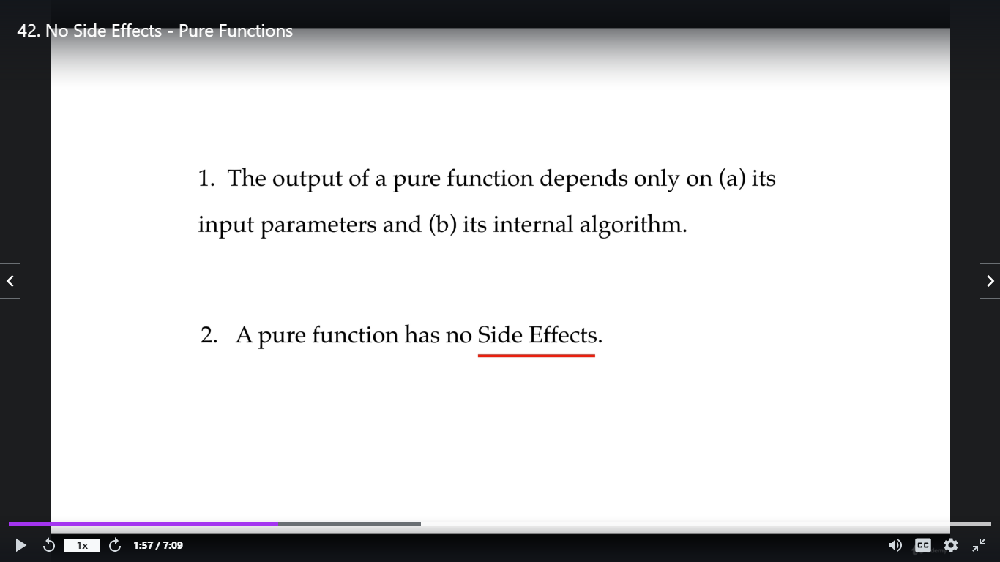 42. No Side Effects - Pure Functions
1. The output of a pure function depends only on (a) its
input parameters and (b) its internal algorithm.
2. A pure function has no Side Effects.
1x
1:57 / 7:09
CC